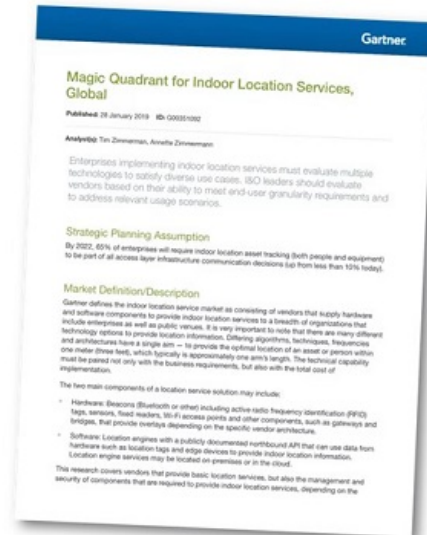 Gartner
Magic Quadrant for Indoor Location Services,
Global
Published: 28 January 2019 ID: G00351092
Analyst(s): Tim Zimmerman, Annette Zimmermann
Enterprises implementing indoor location services must evaluate multiple
technologies to satisfy diverse use cases. I&O leaders should evaluate
vendors based on their ability to meet end-user granularity requirements and
to address relevant usage scenarios.
Strategic Planning Assumption
By 2022, 65% of enterprises will require indoor location asset tracking (both people and equipment)
to be part of all access layer infrastructure communication decisions (up from less than 10% today).
Market Definition/Description
Gartner defines the indoor location service market as consisting of vendors that supply hardware
and software components to provide indoor location services to a breadth of organizations that
include enterprises as well as public venues. It is very important to note that there are many different
technology options to provide location information. Differing algorithms, techniques, frequencies
and architectures have a single aim — to provide the optimal location of an asset or person within
one meter (three feet), which typically is approximately one arm's length. The technical capability
must be paired not only with the business requirements, but also with the total cost of
implementation.
The two main components of a location service solution may include:
• Hardware: Beacons (Bluetooth or other) including active radio frequency identification (RFID)
tags, sensors, fixed readers, Wi-Fi access points and other components, such as gateways and
bridges, that provide overlays depending on the specific vendor architecture.
• Software: Location engines with a publicly documented northbound API that can use data from
hardware such as location tags and edge devices to provide indoor location information.
Location engine services may be located on-premises or in the cloud.
This research covers vendors that provide basic location services, but also the management and
security of components that are required to provide indoor location services, depending on the